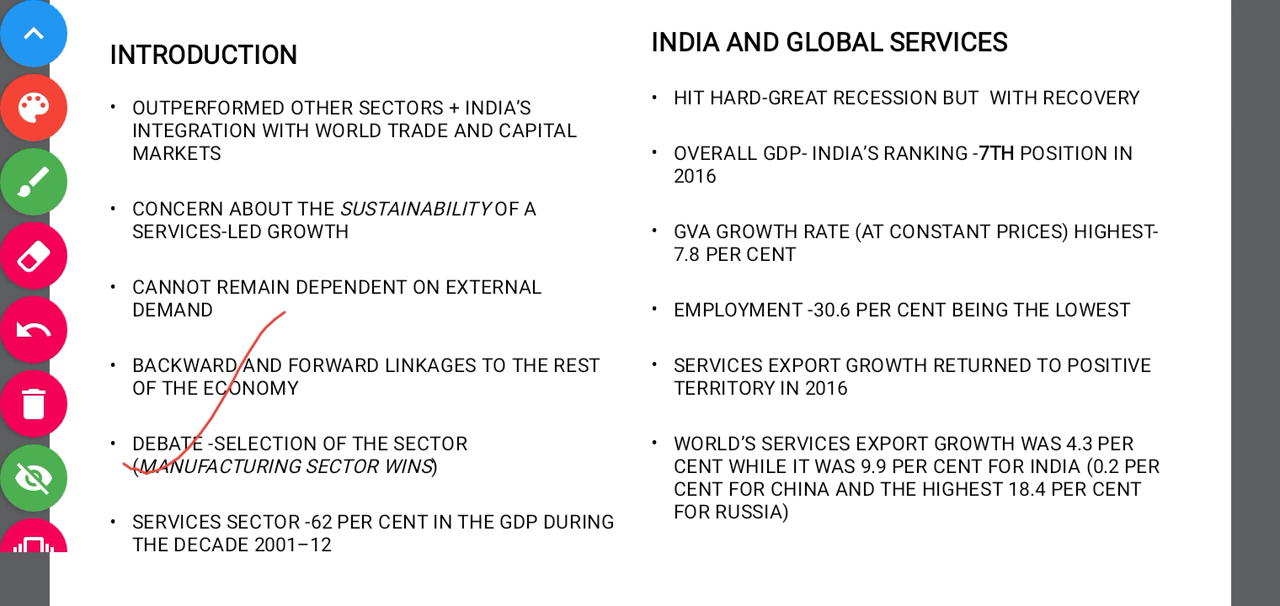 INTRODUCTION
• OUTPERFORMED OTHER SECTORS + INDIA'S
INTEGRATION WITH WORLD TRADE AND CAPITAL
MARKETS
• CONCERN ABOUT THE SUSTAINABILITY OF A
SERVICES-LED GROWTH
• CANNOT REMAIN DEPENDENT ON EXTERNAL
DEMAND
• BACKWARD AND FORWARD LINKAGES TO THE REST
OF THE ECONOMY
• DEBATE -SELECTION OF THE SECTOR
(MANUFACTURING SECTOR WINS)
• SERVICES SECTOR -62 PER CENT IN THE GDP DURING
THE DECADE 2001–12
INDIA AND GLOBAL SERVICES
• HIT HARD-GREAT RECESSION BUT WITH RECOVERY
• OVERALL GDP- INDIA'S RANKING -7TH POSITION IN
2016
• GVA GROWTH RATE (AT CONSTANT PRICES) HIGHEST-
7.8 PER CENT
• EMPLOYMENT -30.6 PER CENT BEING THE LOWEST
• SERVICES EXPORT GROWTH RETURNED TO POSITIVE
TERRITORY IN 2016
• WORLD'S SERVICES EXPORT GROWTH WAS 4.3 PER
CENT WHILE IT WAS 9.9 PER CENT FOR INDIA (0.2 PER
CENT FOR CHINA AND THE HIGHEST 18.4 PER CENT
FOR RUSSIA)